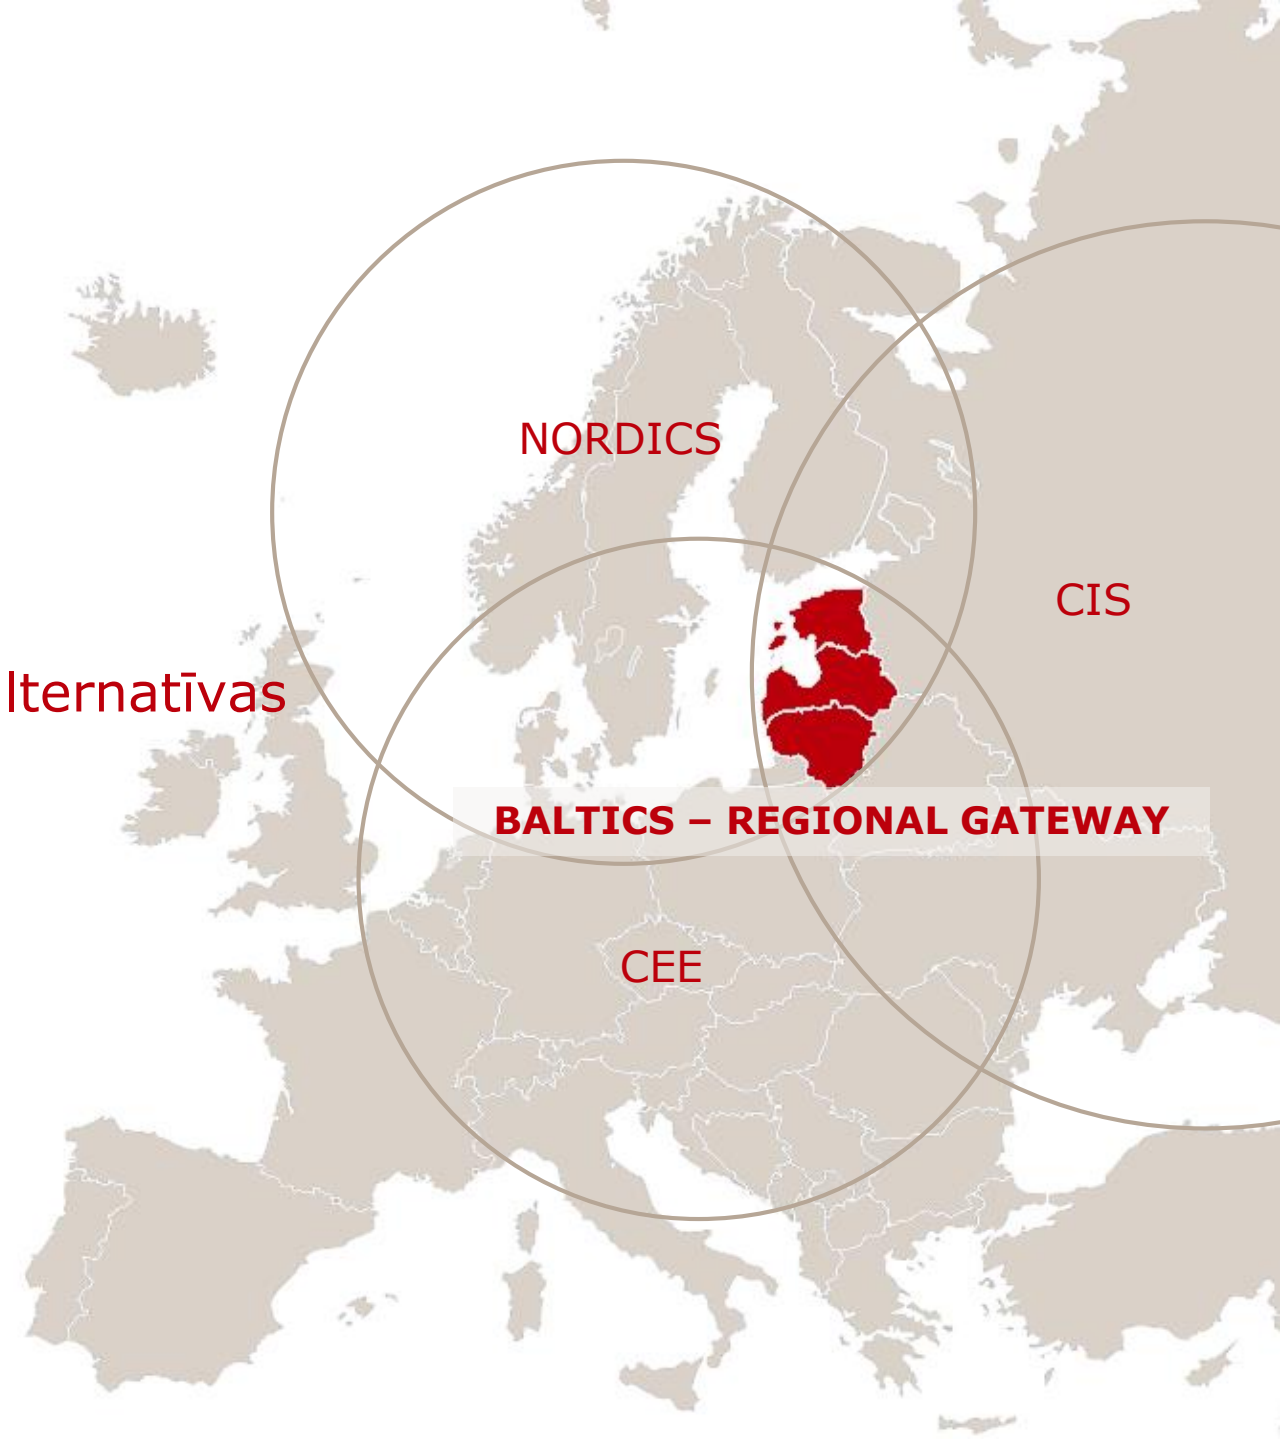 NORDICS
CIS
lternatīvas
BALTICS – REGIONAL GATEWAY
CEE